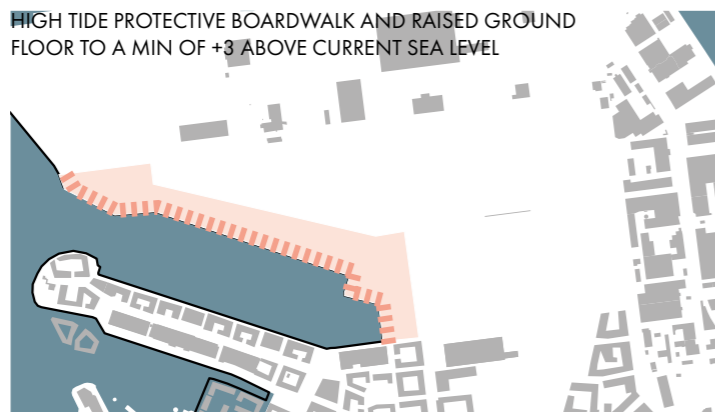 HIGH TIDE PROTECTIVE BOARDWALK AND RAISED GROUND
FLOOR TO A MIN OF +3 ABOVE CURRENT SEA LEVEL